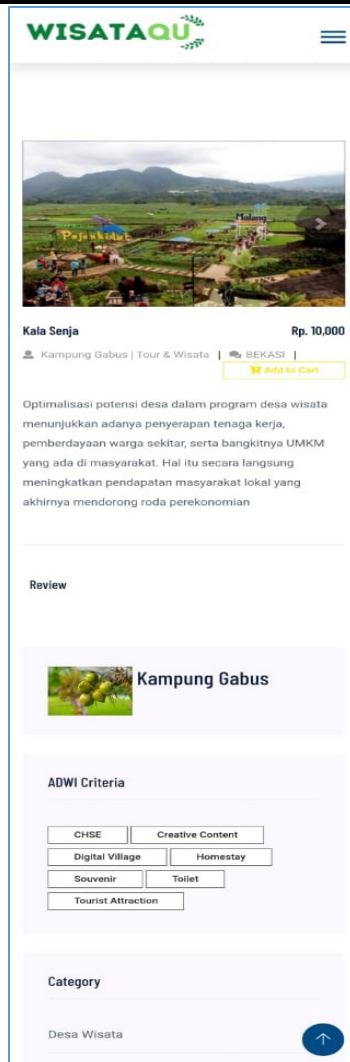 WISATAQU
Pujonkidul
Malang
Kala Senja Rp. 10,000
Kampung Gabus | Tour & Wisata | BEKASI |
Add to Cart
Optimalisasi potensi desa dalam program desa wisata
menunjukkan adanya penyerapan tenaga kerja,
pemberdayaan warga sekitar, serta bangkitnya UMKM
yang ada di masyarakat. Hal itu secara langsung
meningkatkan pendapatan masyarakat lokal yang
akhirnya mendorong roda perekonomian
Review
Kampung Gabus
ADWI Criteria
CHSE Creative Content
Digital Village Homestay
Souvenir Toilet
Tourist Attraction
Category
Desa Wisata